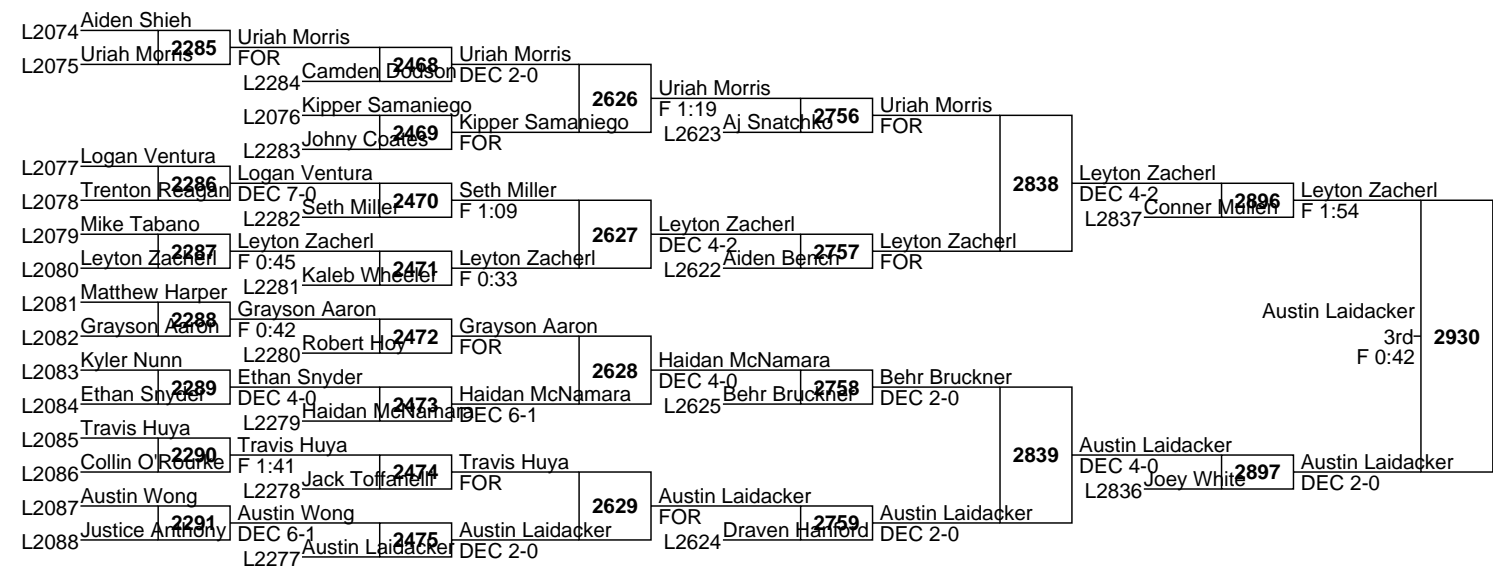 L2074 Aiden Shieh
2285 Uriah Morris
L2075 Uriah Morris
FOR
2468 Uriah Morris
L2284 Camden Dodson
DEC 2-0
2626 Uriah Morris
L2076 Kipper Samaniego
F 1:19
2756 Uriah Morris
2469 Kipper Samaniego
L2623 Aj Snatchko
FOR
L2283 Johny Coates
FOR
L2077 Logan Ventura
2286 Logan Ventura
2838 Leyton Zacherl
L2078 Trenton Reagan
DEC 7-0
2470 Seth Miller
DEC 4-2
2896 Leyton Zacherl
L2282 Seth Miller
F 1:09
L2837 Conner Mullen
F 1:54
L2079 Mike Tabano
2287 Leyton Zacherl
2627 Leyton Zacherl
L2080 Leyton Zacherl
F 0:45
2471 Leyton Zacherl
DEC 4-2
2757 Leyton Zacherl
L2281 Kaleb Wheeler
F 0:33
L2622 Aiden Bench
FOR
L2081 Matthew Harper
2288 Grayson Aaron
Austin Laidacker
L2082 Grayson Aaron
F 0:42
2472 Grayson Aaron
3rd
2930
L2280 Robert Hoy
FOR
F 0:42
L2083 Kyler Nunn
2628 Haidan McNamara
2289 Ethan Snyder
DEC 4-0
2758 Behr Bruckner
L2084 Ethan Snyder
DEC 4-0
2473 Haidan McNamara
L2625 Behr Bruckner
DEC 2-0
L2279 Haidan McNamara
DEC 6-1
L2085 Travis Huya
2290 Travis Huya
2839 Austin Laidacker
L2086 Collin O'Rourke
F 1:41
2474 Travis Huya
DEC 4-0
2897 Austin Laidacker
L2278 Jack Toffanelli
FOR
L2836 Joey White
DEC 2-0
L2087 Austin Wong
2629 Austin Laidacker
2291 Austin Wong
FOR
2759 Austin Laidacker
L2088 Justice Anthony
DEC 6-1
2475 Austin Laidacker
L2624 Draven Hanford
DEC 2-0
L2277 Austin Laidacker
DEC 2-0